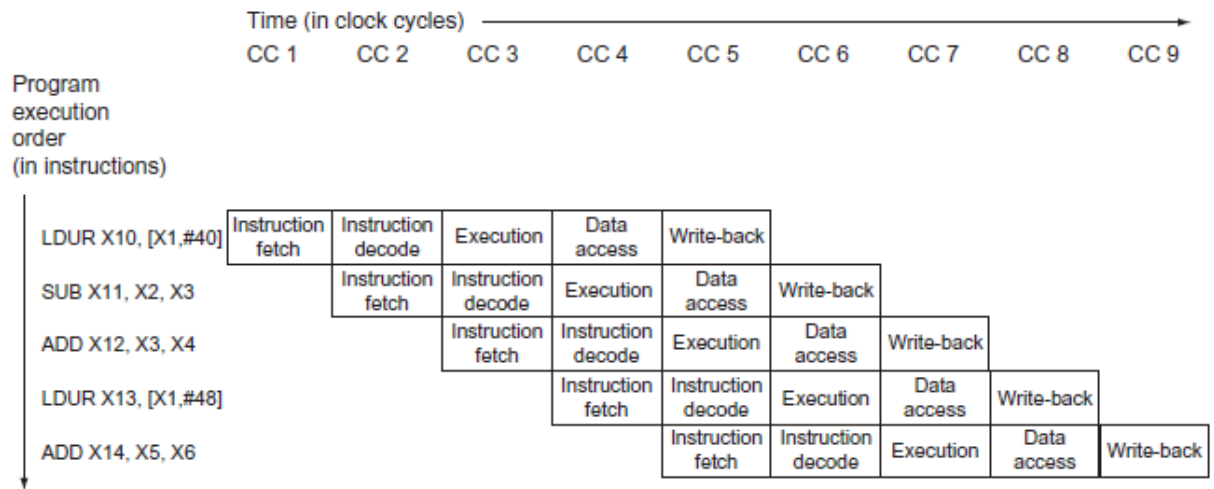 Time (in clock cycles)
CC 1 CC 2 CC 3 CC 4 CC 5 CC 6 CC 7 CC 8 CC 9
Program
execution
order
(in instructions)
LDUR X10, [X1,#40] Instruction fetch Instruction decode Execution Data access Write-back
SUB X11, X2, X3 Instruction fetch Instruction decode Execution Data access Write-back
ADD X12, X3, X4 Instruction fetch Instruction decode Execution Data access Write-back
LDUR X13, [X1,#48] Instruction fetch Instruction decode Execution Data access Write-back
ADD X14, X5, X6 Instruction fetch Instruction decode Execution Data access Write-back